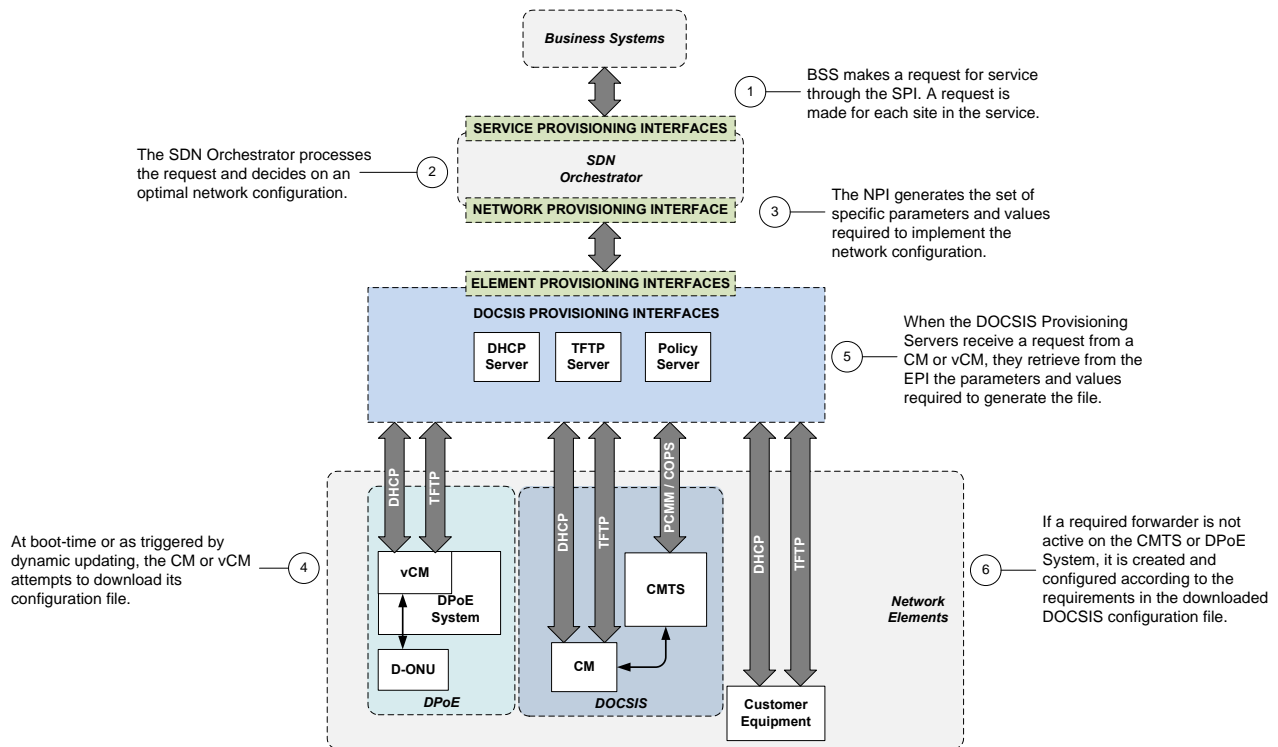 Business Systems
1
BSS makes a request for service
through the SPI. A request is
made for each site in the service.
SERVICE PROVISIONING INTERFACES
The SDN Orchestrator processes
the request and decides on an
optimal network configuration.
2
SDN
Orchestrator
NETWORK PROVISIONING INTERFACE
3
The NPI generates the set of
specific parameters and values
required to implement the
network configuration.
ELEMENT PROVISIONING INTERFACES
DOCSIS PROVISIONING INTERFACES
DHCP
Server
TFTP
Server
Policy
Server
5
When the DOCSIS Provisioning
Servers receive a request from a
CM or vCM, they retrieve from the
EPI the parameters and values
required to generate the file.
DHCP
TFTP
DHCP
TFTP
PCMM / COPS
DHCP
TFTP
At boot-time or as triggered by
dynamic updating, the CM or vCM
attempts to download its
configuration file.
4
vCM
DPoE
System
D-ONU
DPoE
CMTS
CM
DOCSIS
Customer
Equipment
Network
Elements
6
If a required forwarder is not
active on the CMTS or DPoE
System, it is created and
configured according to the
requirements in the downloaded
DOCSIS configuration file.